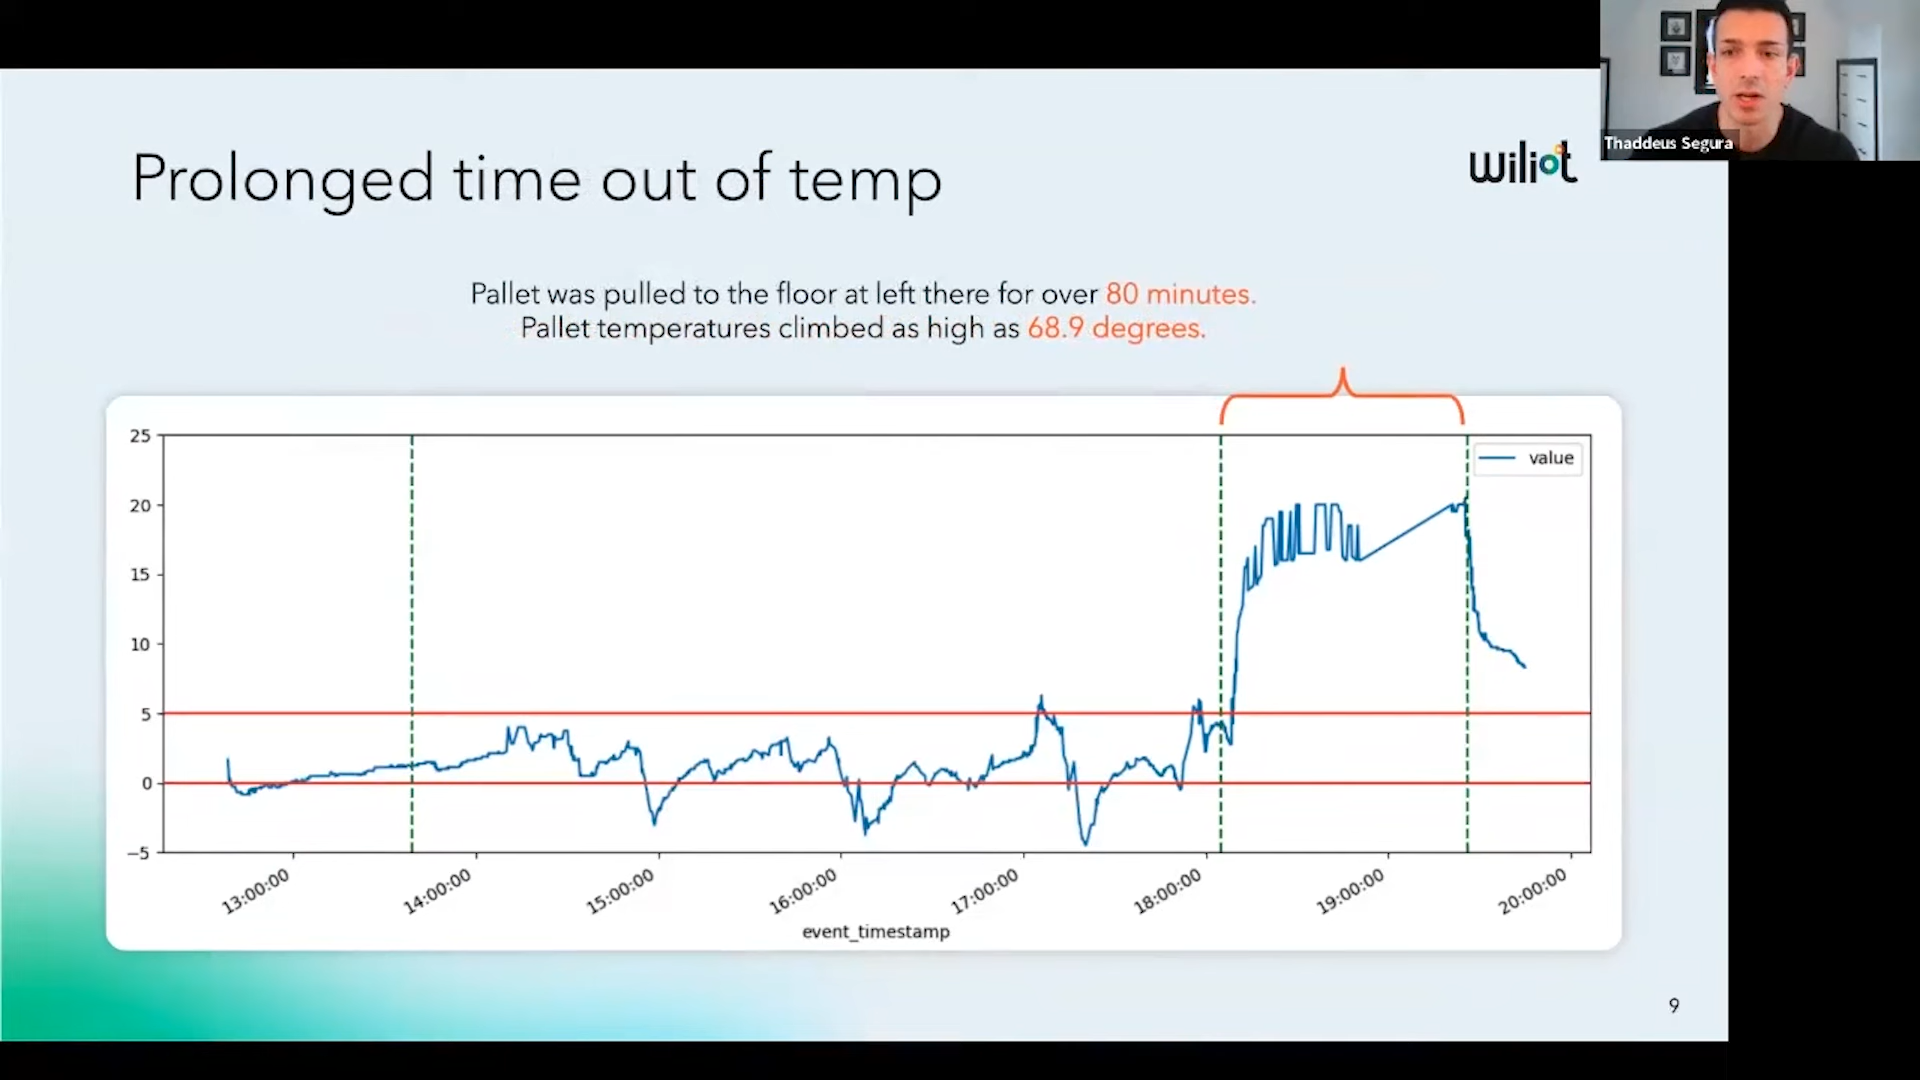 Thaddeus Segura
Prolonged time out of temp
wiliot
Pallet was pulled to the floor at left there for over 80 minutes.
Pallet temperatures climbed as high as 68.9 degrees.
25
20
15
10
5
0
−5
value
13:00:00
14:00:00
15:00:00
16:00:00
17:00:00
18:00:00
19:00:00
20:00:00
event_timestamp
9